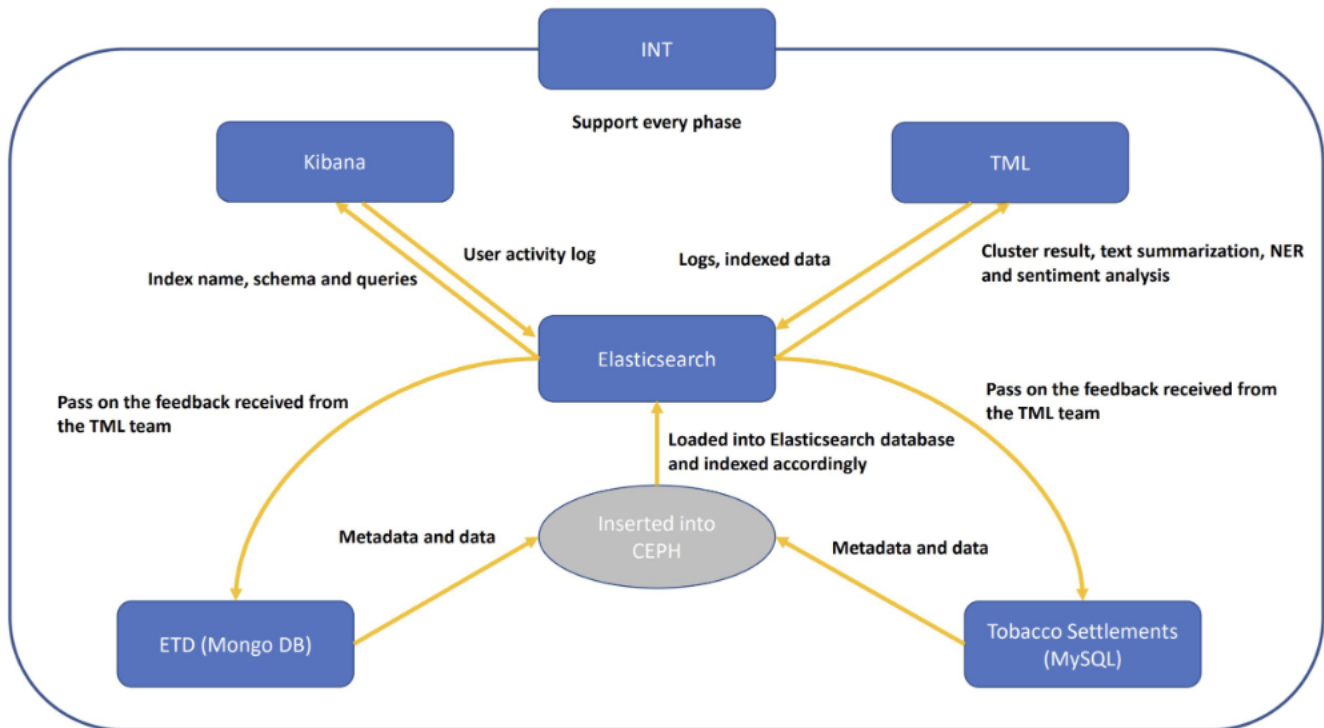 INT
Support every phase
Kibana
TML
User activity log
Index name, schema and queries
Logs, indexed data
Cluster result, text summarization, NER
and sentiment analysis
Elasticsearch
Pass on the feedback received from
the TML team
Pass on the feedback received from
the TML team
Loaded into Elasticsearch database
and indexed accordingly
Inserted into
CEPH
Metadata and data
Metadata and data
ETD (Mongo DB)
Tobacco Settlements
(MySQL)